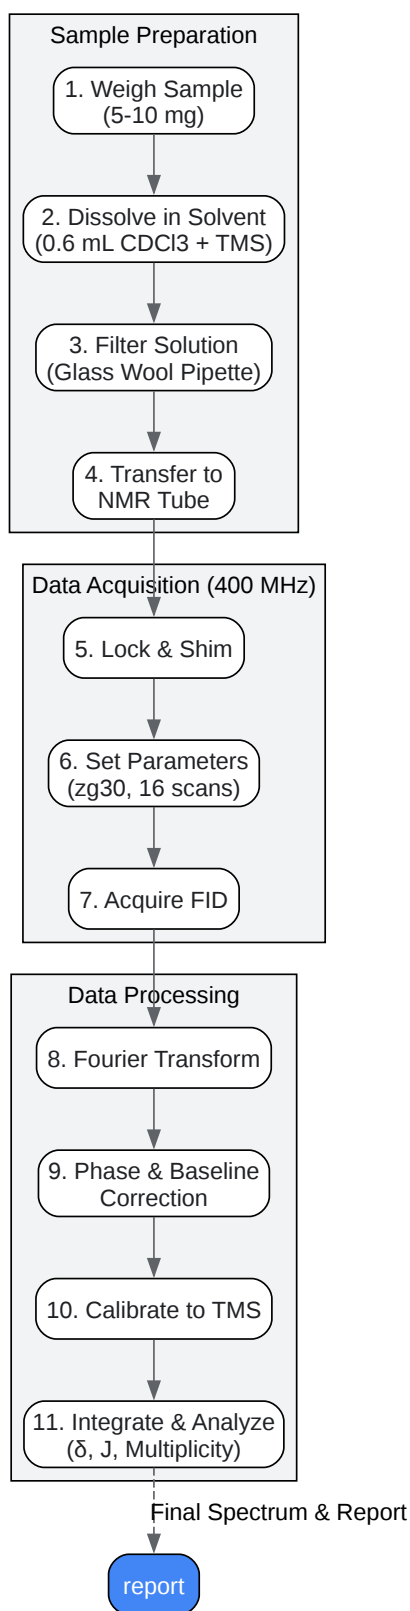 Sample Preparation
1. Weigh Sample
(5-10 mg)
2. Dissolve in Solvent
(0.6 mL CDCl3 + TMS)
3. Filter Solution
(Glass Wool Pipette)
4. Transfer to
NMR Tube
Data Acquisition (400 MHz)
5. Lock & Shim
6. Set Parameters
(zg30, 16 scans)
7. Acquire FID
Data Processing
8. Fourier Transform
9. Phase & Baseline
Correction
10. Calibrate to TMS
11. Integrate & Analyze
(δ, J, Multiplicity)
Final Spectrum & Report
report